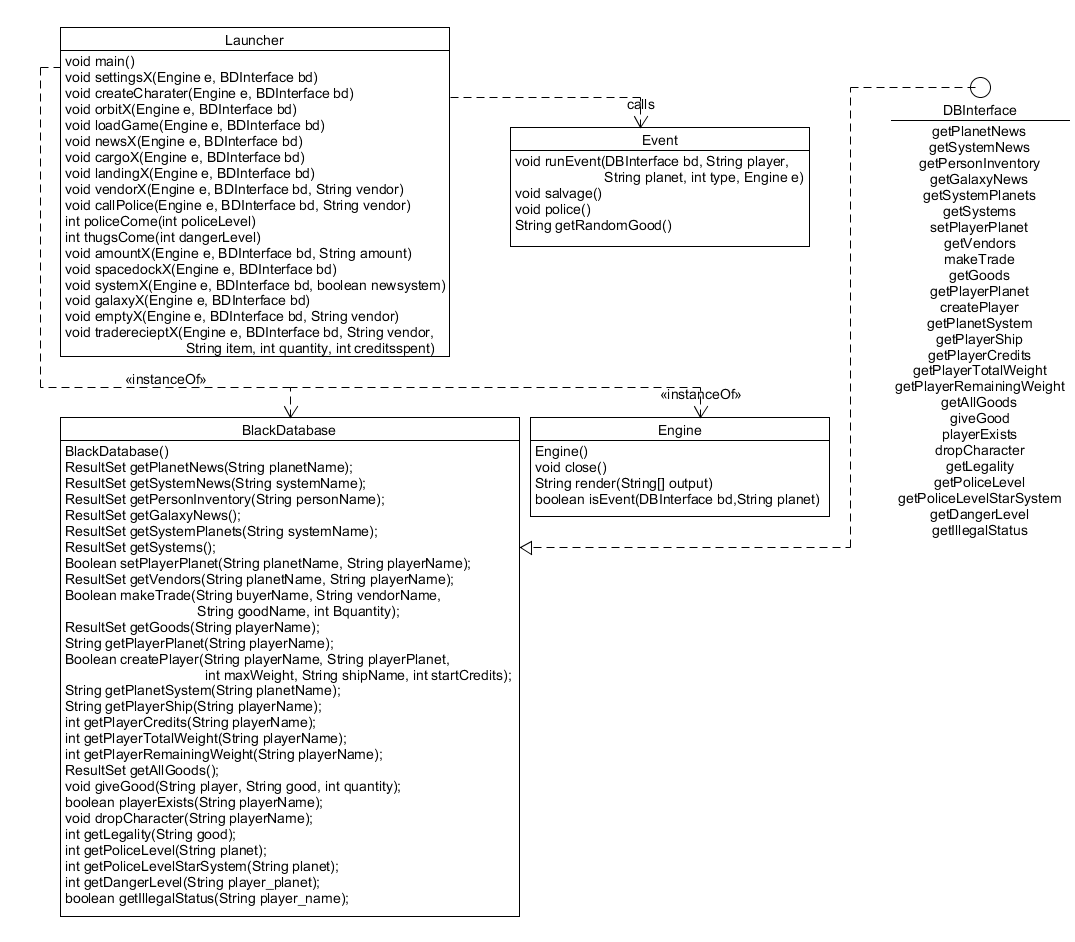 Launcher
void main()
void settingsX(Engine e, BDInterface bd)
void createCharater(Engine e, BDInterface bd)
void orbitX(Engine e, BDInterface bd)
void loadGame(Engine e, BDInterface bd)
void newsX(Engine e, BDInterface bd)
void cargoX(Engine e, BDInterface bd)
void landingX(Engine e, BDInterface bd)
void vendorX(Engine e, BDInterface bd, String vendor)
void callPolice(Engine e, BDInterface bd, String vendor)
int policeCome(int policeLevel)
int thugsCome(int dangerLevel)
void amountX(Engine e, BDInterface bd, String amount)
void spacedockX(Engine e, BDInterface bd)
void systemX(Engine e, BDInterface bd, boolean newsystem)
void galaxyX(Engine e, BDInterface bd)
void emptyX(Engine e, BDInterface bd, String vendor)
void traderecieptX(Engine e, BDInterface bd, String vendor,
String item, int quantity, int creditsspent)
calls
Event
void runEvent(DBInterface bd, String player,
String planet, int type, Engine e)
void salvage()
void police()
String getRandomGood()
DBInterface
getPlanetNews
getSystemNews
getPersonInventory
getGalaxyNews
getSystemPlanets
getSystems
setPlayerPlanet
getVendors
makeTrade
getGoods
getPlayerPlanet
createPlayer
getPlanetSystem
getPlayerShip
getPlayerCredits
getPlayerTotalWeight
getPlayerRemainingWeight
getAllGoods
giveGood
playerExists
dropCharacter
getLegality
getPoliceLevel
getPoliceLevelStarSystem
getDangerLevel
getIllegalStatus
«instanceOf»
«instanceOf»
BlackDatabase
BlackDatabase()
ResultSet getPlanetNews(String planetName);
ResultSet getSystemNews(String systemName);
ResultSet getPersonInventory(String personName);
ResultSet getGalaxyNews();
ResultSet getSystemPlanets(String systemName);
ResultSet getSystems();
Boolean setPlayerPlanet(String planetName, String playerName);
ResultSet getVendors(String planetName, String playerName);
Boolean makeTrade(String buyerName, String vendorName,
String goodName, int Bquantity);
ResultSet getGoods(String playerName);
String getPlayerPlanet(String playerName);
Boolean createPlayer(String playerName, String playerPlanet,
int maxWeight, String shipName, int startCredits);
String getPlanetSystem(String planetName);
String getPlayerShip(String playerName);
int getPlayerCredits(String playerName);
int getPlayerTotalWeight(String playerName);
int getPlayerRemainingWeight(String playerName);
ResultSet getAllGoods();
void giveGood(String player, String good, int quantity);
boolean playerExists(String playerName);
void dropCharacter(String playerName);
int getLegality(String good);
int getPoliceLevel(String planet);
int getPoliceLevelStarSystem(String planet);
int getDangerLevel(String player_planet);
boolean getIllegalStatus(String player_name);
Engine
Engine()
void close()
String render(String[] output)
boolean isEvent(DBInterface bd,String planet)